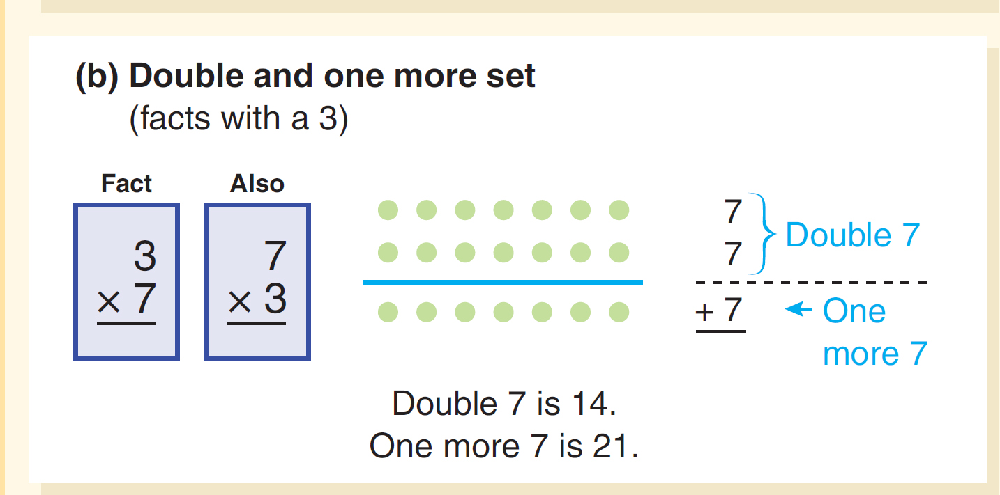 (b) Double and one more set
(facts with a 3)
Fact
3
× 7
Also
7
× 3
7
7
Double 7
+ 7
One
more 7
Double 7 is 14.
One more 7 is 21.